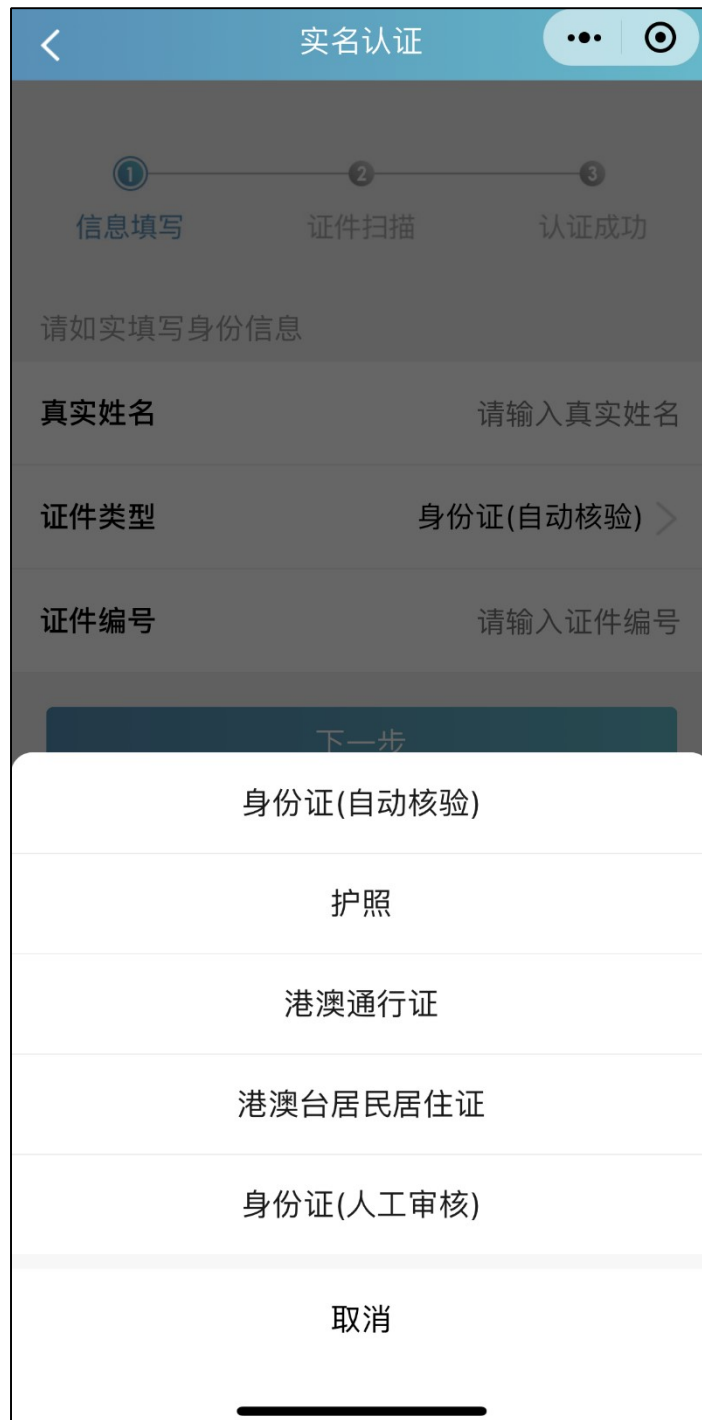 实名认证
1
2
3
信息填写
证件扫描
认证成功
请如实填写身份信息
真实姓名 请输入真实姓名
证件类型 身份证(自动核验)
证件编号 请输入证件编号
下一步
身份证(自动核验)
护照
港澳通行证
港澳台居民居住证
身份证(人工审核)
取消